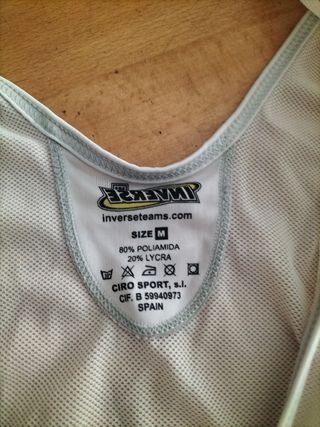 INVERSE
inverseteams.com
SIZE M
80% POLIAMIDA
20% LYCRA
CIRO SPORT, s.l.
CIF. B 59940973
SPAIN